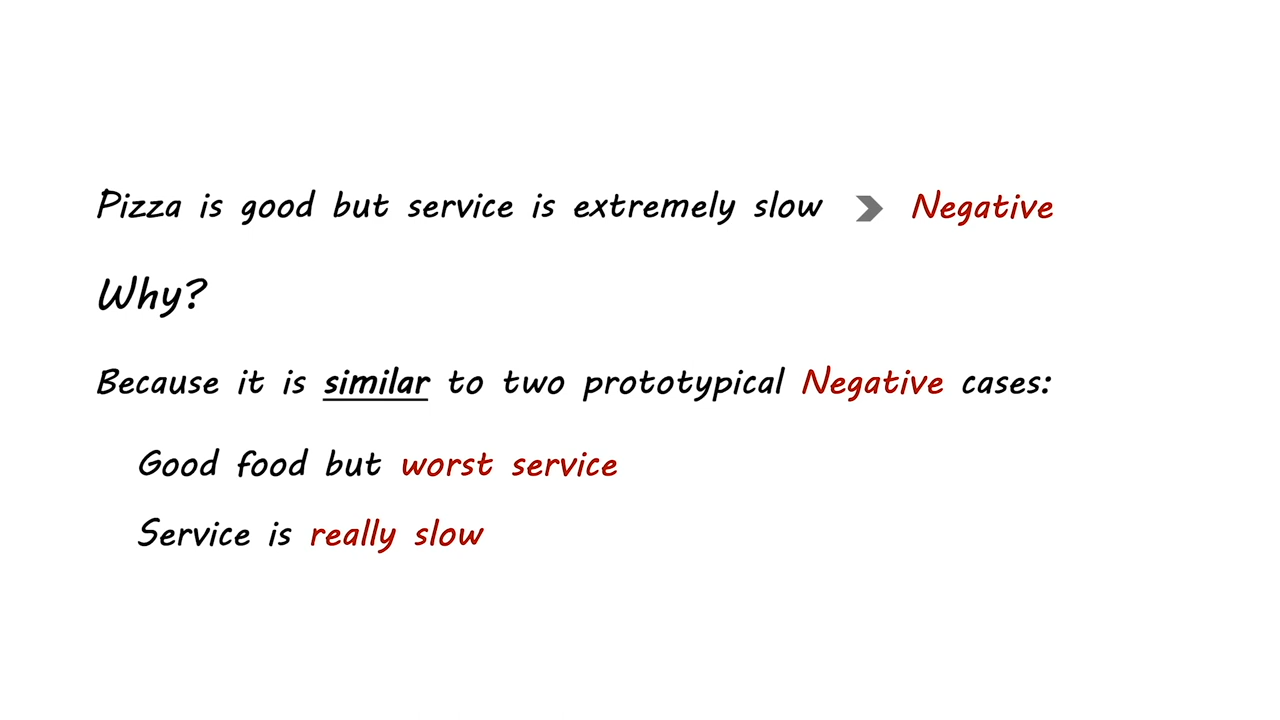 Pizza is good but service is extremely slow > Negative
Why?
Because it is similar to two prototypical Negative cases:
Good food but worst service
Service is really slow